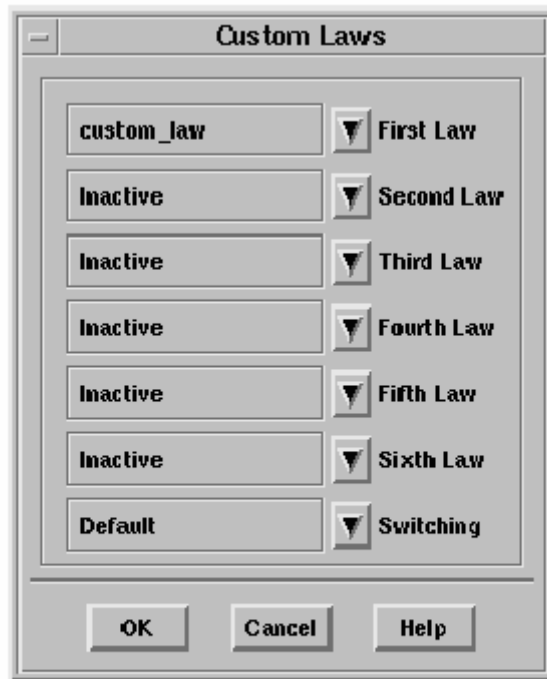 Custom Laws
custom_law First Law
Inactive Second Law
Inactive Third Law
Inactive Fourth Law
Inactive Fifth Law
Inactive Sixth Law
Default Switching
OK Cancel Help